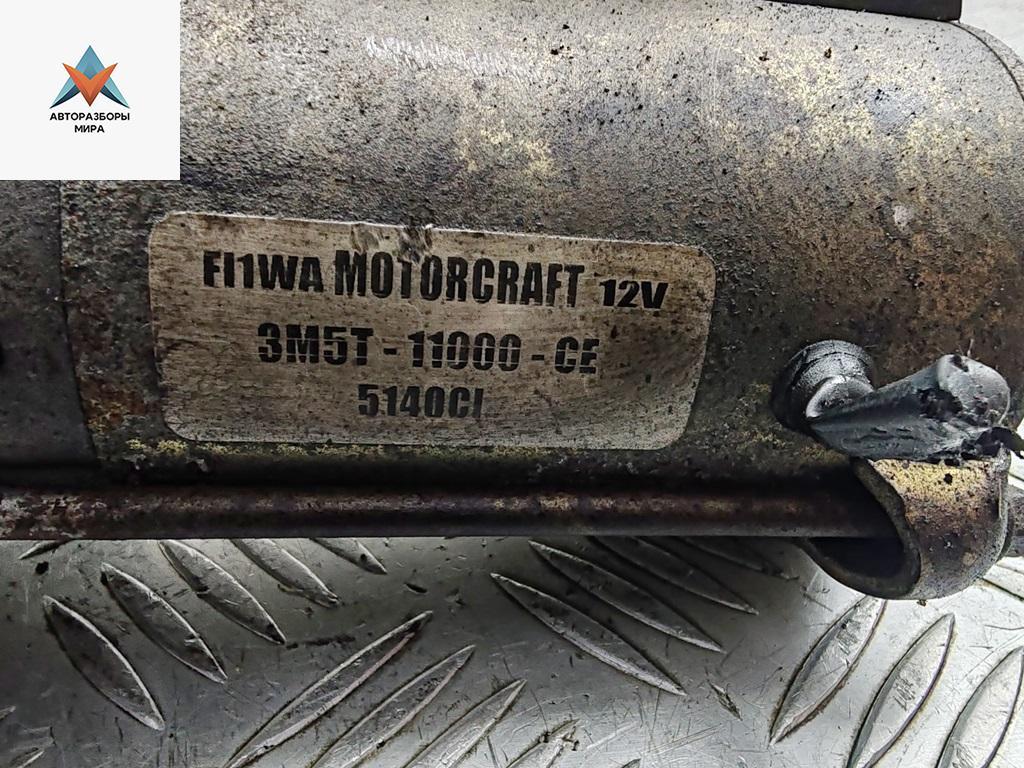 АВТОРАЗБОРЫ
МИРА
FI1WA MOTORCRAFT 12V
3M5T - 11000 - CE
5140CI